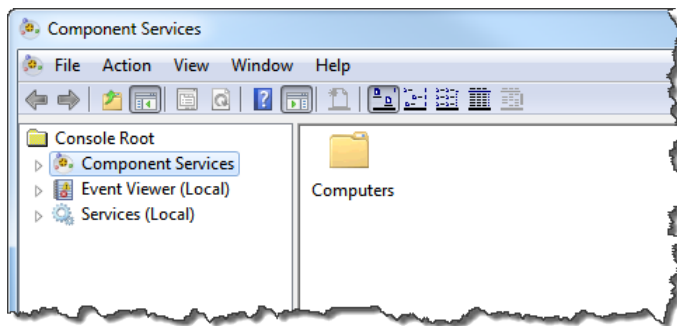 Component Services
File Action View Window Help
Console Root
Component Services
Event Viewer (Local)
Services (Local)
Computers